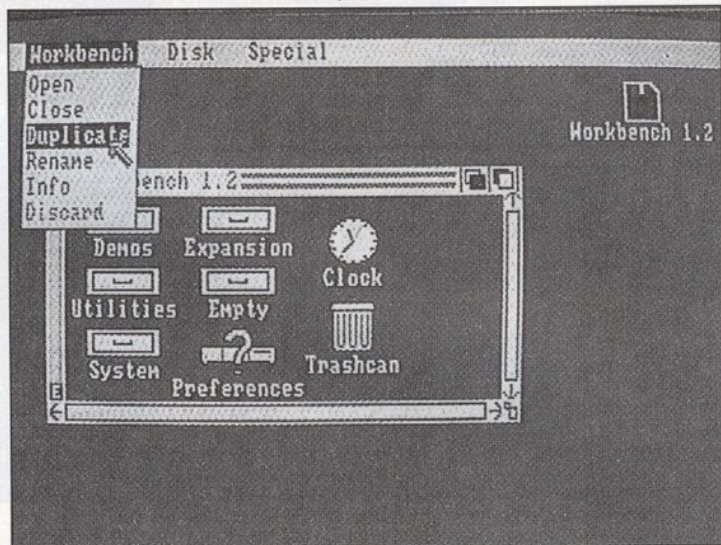 Workbench Disk Special
Open
Close
Duplicate
Rename
Info
Discard
Workbench 1.2
ench 1.2
Demos Expansion
Clock
Utilities Empty
Trashcan
System
Preferences
E